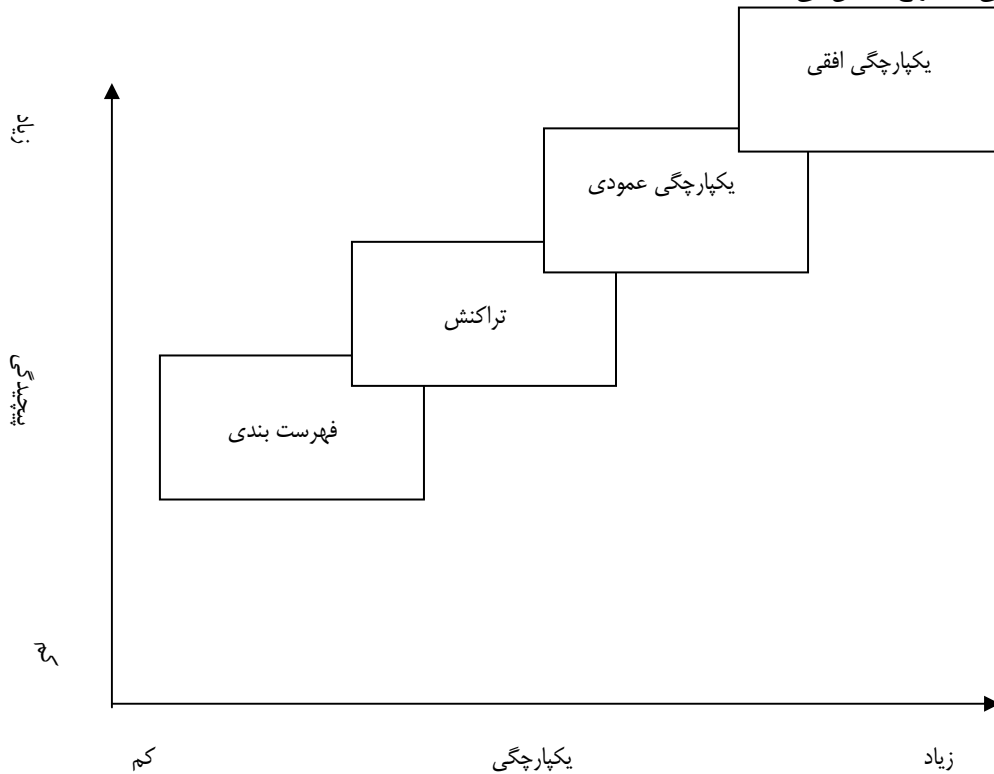 یکپارچگی افقی
یکپارچگی عمودی
تراکنش
فهرست بندی
زیاد
پیچیدگی
کم
کم
یکپارچگی
زیاد